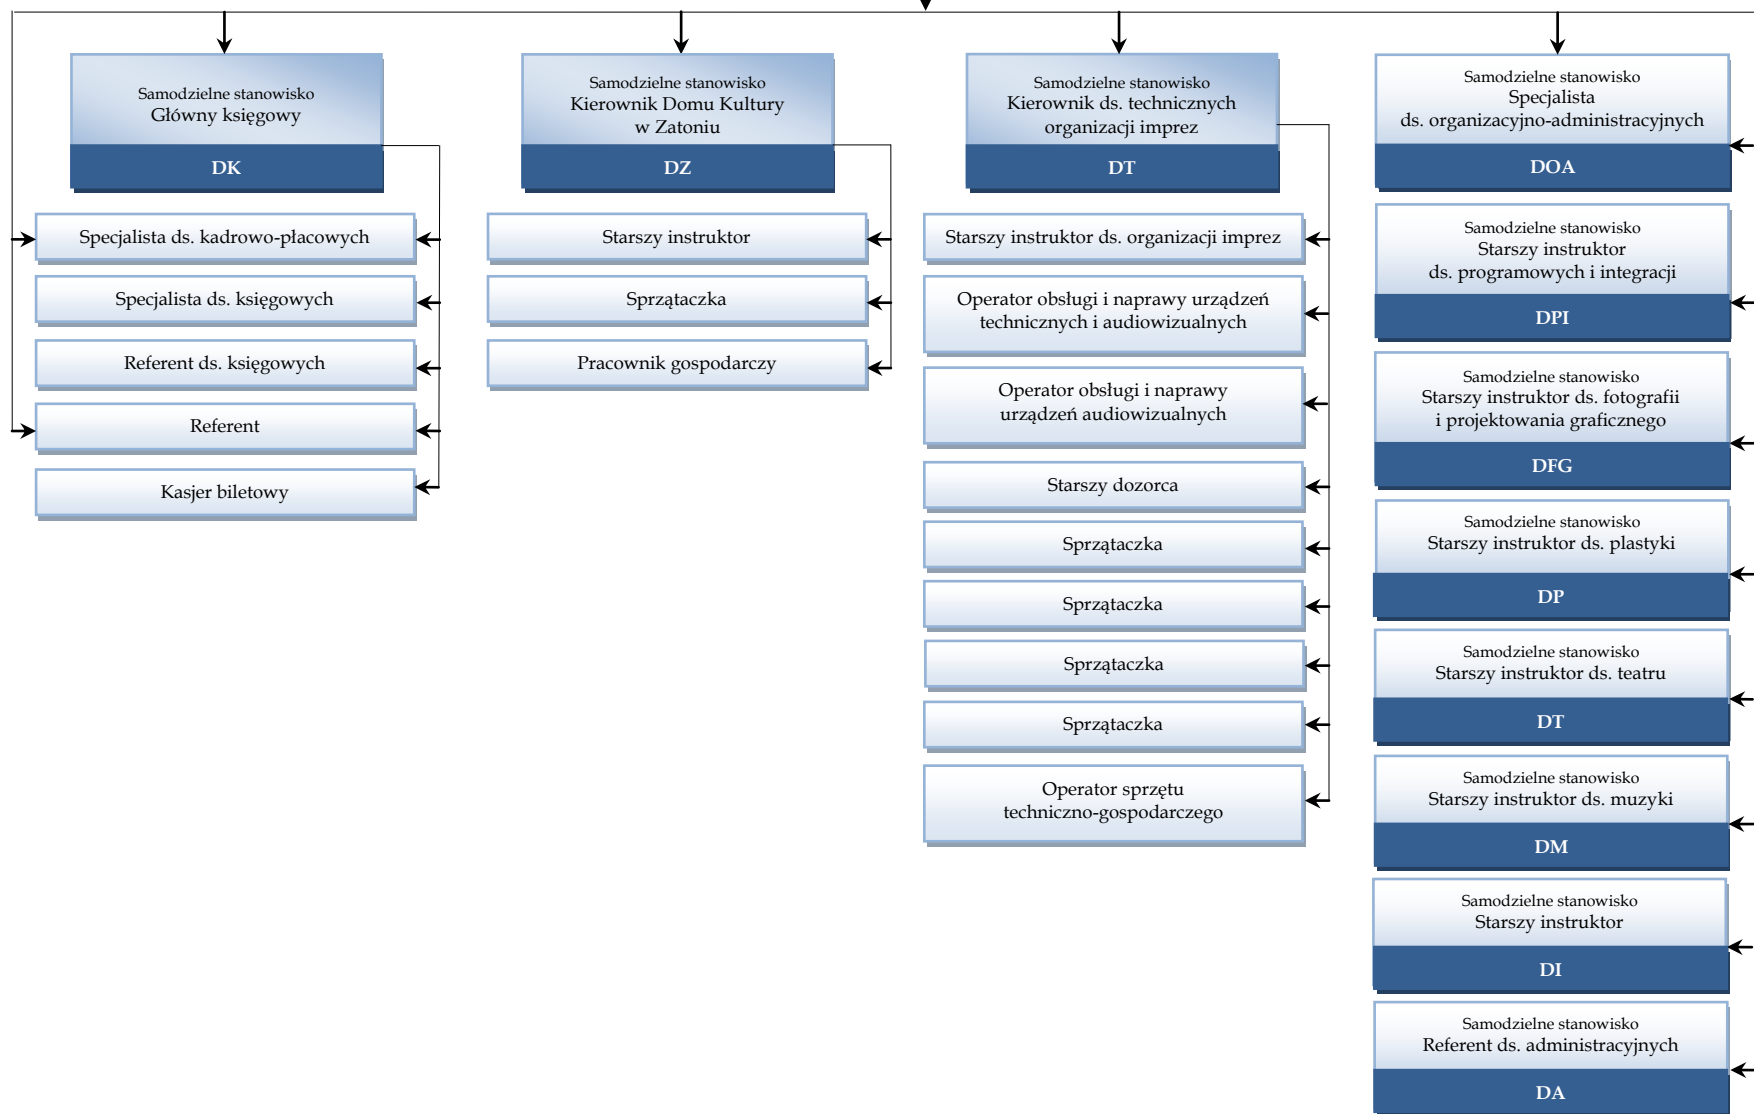 Samodzielne stanowisko
Główny księgowy
DK
Specjalista ds. kadrowo-płacowych
Specjalista ds. księgowych
Referent ds. księgowych
Referent
Kasjer biletowy
Samodzielne stanowisko
Kierownik Domu Kultury
w Zatoniu
DZ
Starszy instruktor
Sprzątaczka
Pracownik gospodarczy
Samodzielne stanowisko
Kierownik ds. technicznych
organizacji imprez
DT
Starszy instruktor ds. organizacji imprez
Operator obsługi i naprawy urządzeń
technicznych i audiowizualnych
Operator obsługi i naprawy
urządzeń audiowizualnych
Starszy dozorca
Sprzątaczka
Sprzątaczka
Sprzątaczka
Sprzątaczka
Operator sprzętu
techniczno-gospodarczego
Samodzielne stanowisko
Specjalista
ds. organizacyjno-administracyjnych
DOA
Samodzielne stanowisko
Starszy instruktor
ds. programowych i integracji
DPI
Samodzielne stanowisko
Starszy instruktor ds. fotografii
i projektowania graficznego
DFG
Samodzielne stanowisko
Starszy instruktor ds. plastyki
DP
Samodzielne stanowisko
Starszy instruktor ds. teatru
DT
Samodzielne stanowisko
Starszy instruktor ds. muzyki
DM
Samodzielne stanowisko
Starszy instruktor
DI
Samodzielne stanowisko
Referent ds. administracyjnych
DA